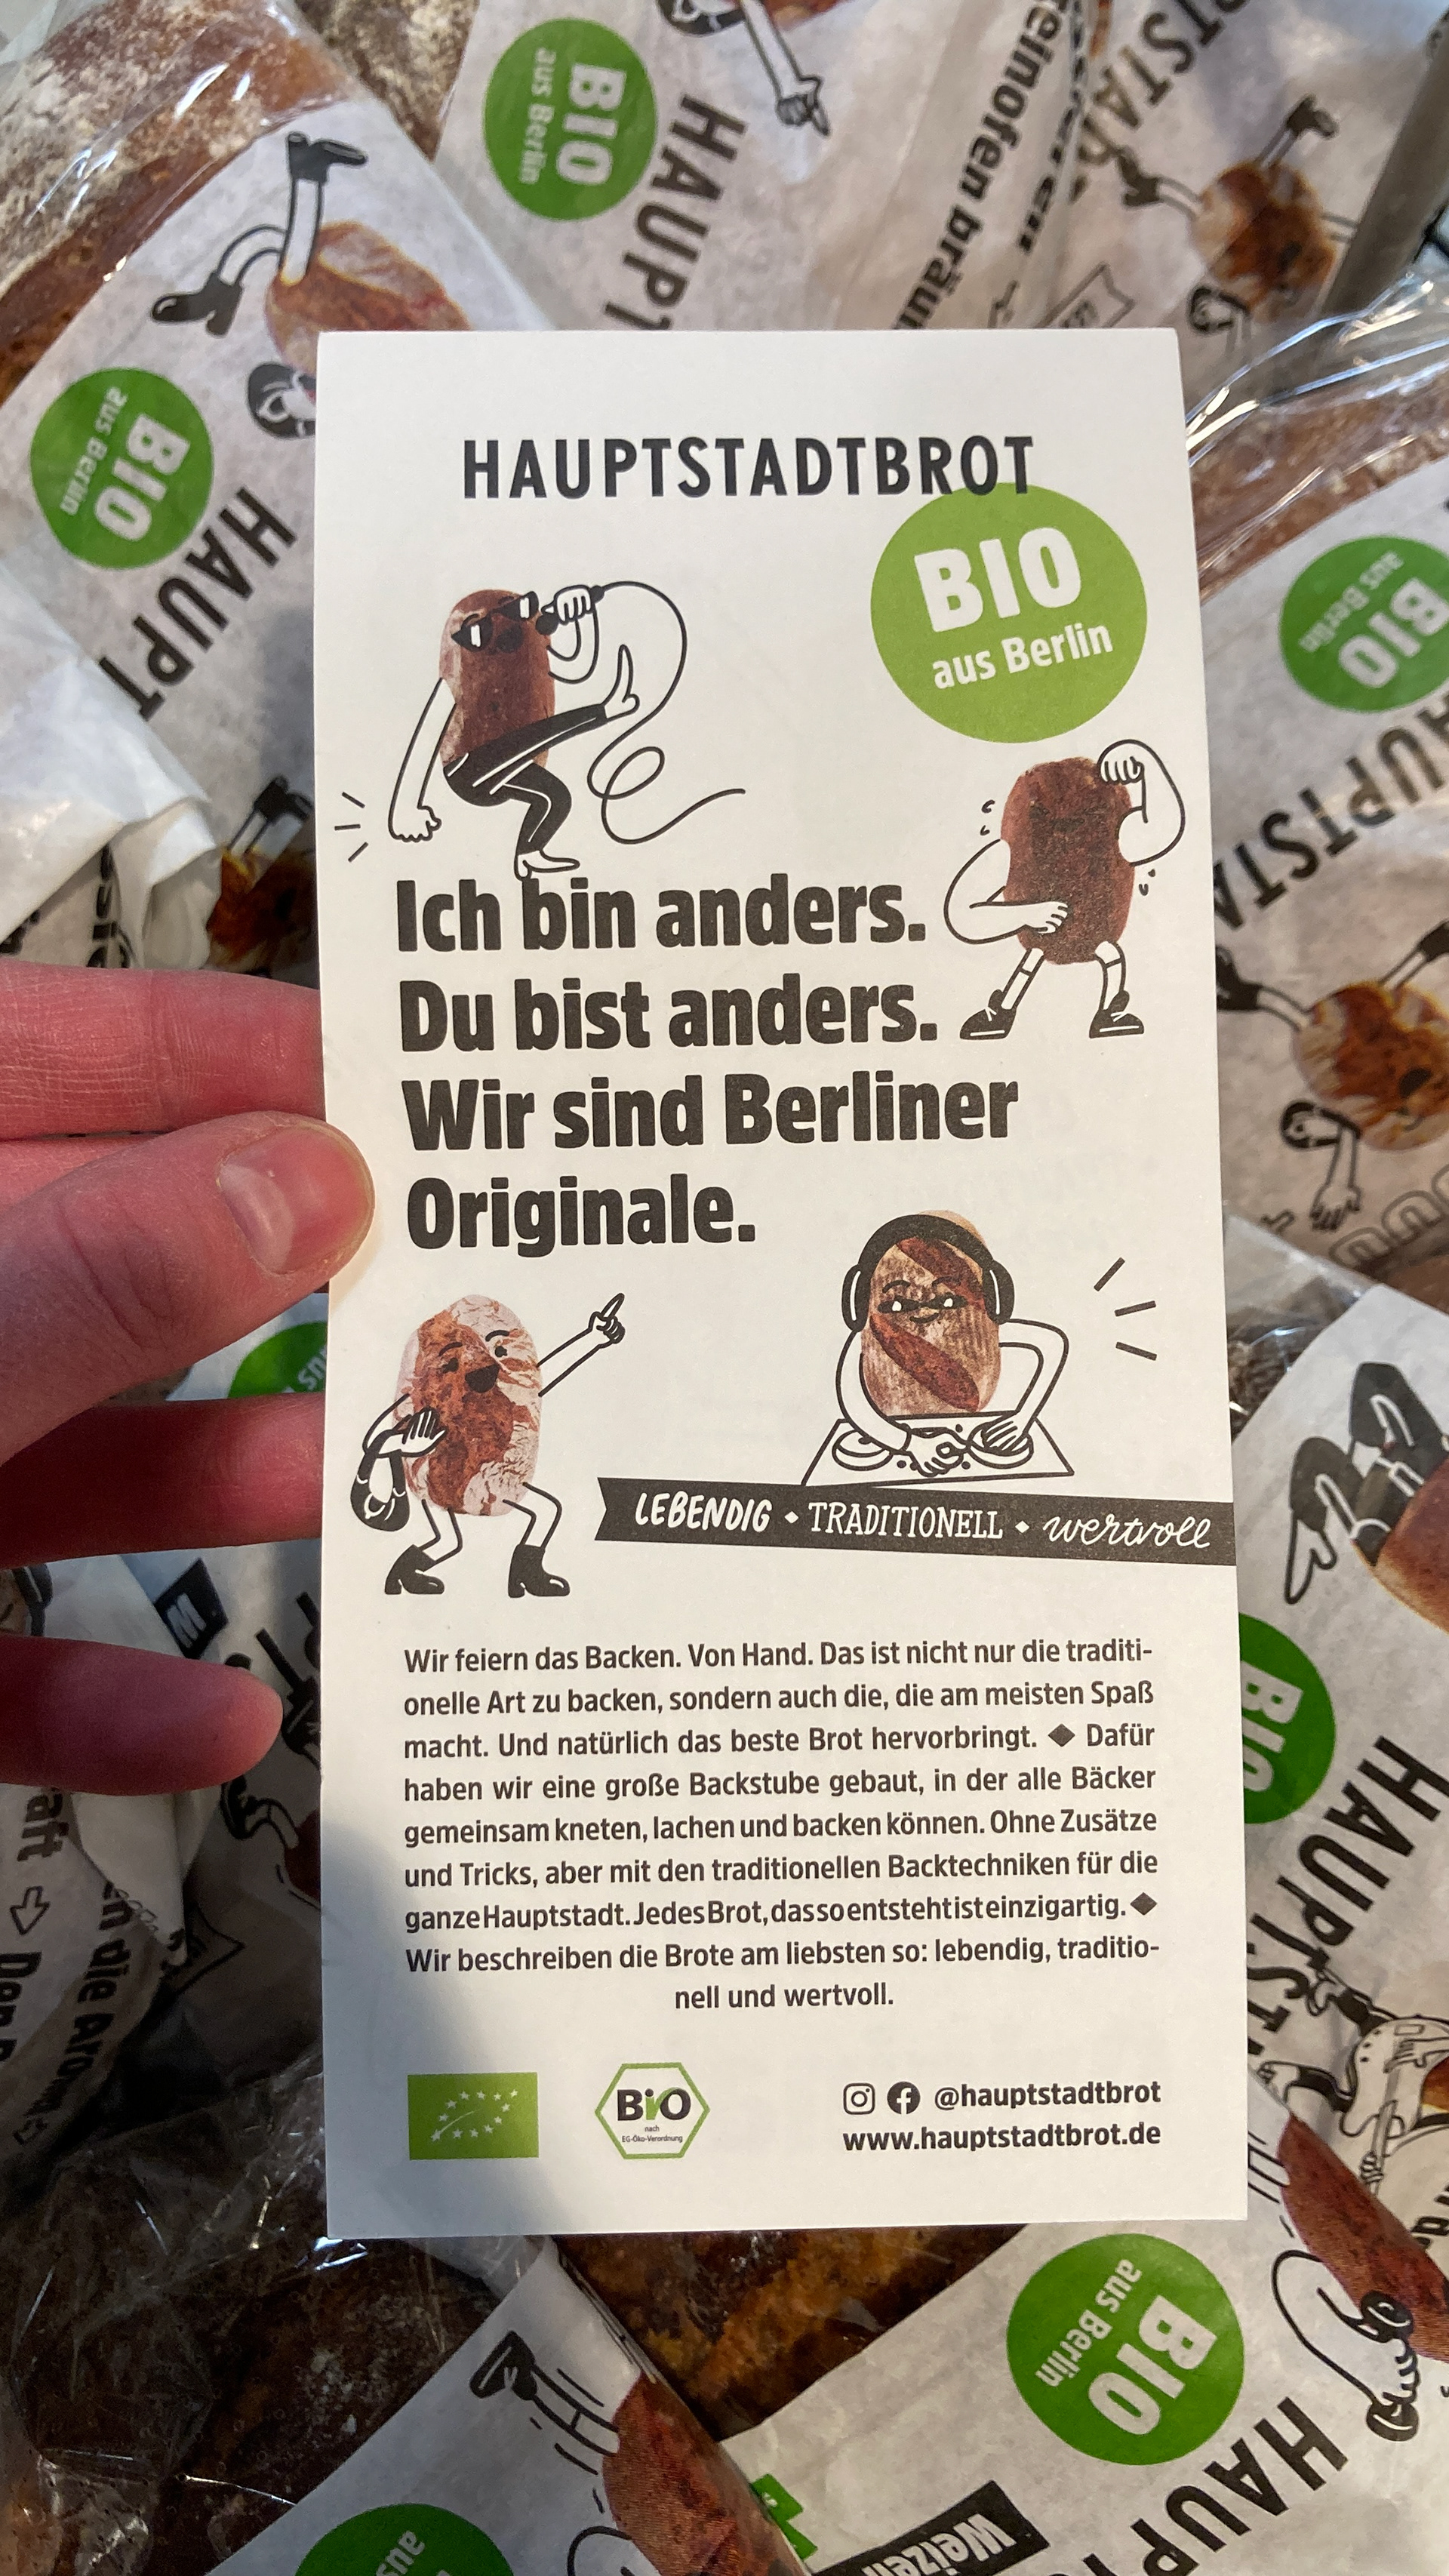 BIO
aus Berlin
HAUPT
BIO
aus Berlin
HAUPT
BIO
aus Berlin
HAUPTSTADTBROT
BIO
aus Berlin
Ich bin anders.
Du bist anders.
Wir sind Berliner
Originale.
LEBENDIG ◆ TRADITIONELL ◆ wertvoll
Wir feiern das Backen. Von Hand. Das ist nicht nur die traditi-
onelle Art zu backen, sondern auch die, die am meisten Spaß
macht. Und natürlich das beste Brot hervorbringt. ◆ Dafür
haben wir eine große Backstube gebaut, in der alle Bäcker
gemeinsam kneten, lachen und backen können. Ohne Zusätze
und Tricks, aber mit den traditionellen Backtechniken für die
ganze Hauptstadt. Jedes Brot, das so entsteht ist einzigartig. ◆
Wir beschreiben die Brote am liebsten so: lebendig, traditio-
nell und wertvoll.
BiO
nach
EG-Öko-Verordnung
@hauptstadtbrot
www.hauptstadtbrot.de
BIO
HAUPTSTA
BIO
aus Berlin
HAUPT
Weizen
aus